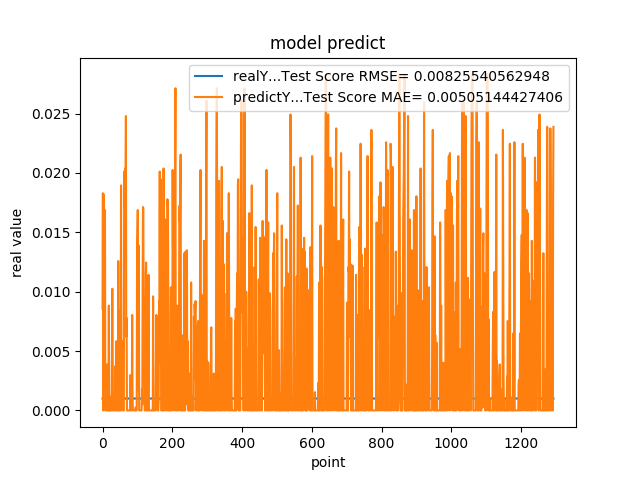 model predict
realY...Test Score RMSE= 0.00825540562948
predictY...Test Score MAE= 0.00505144427406
0.025
0.020
0.015
0.010
0.005
0.000
real value
0 200 400 600 800 1000 1200
point